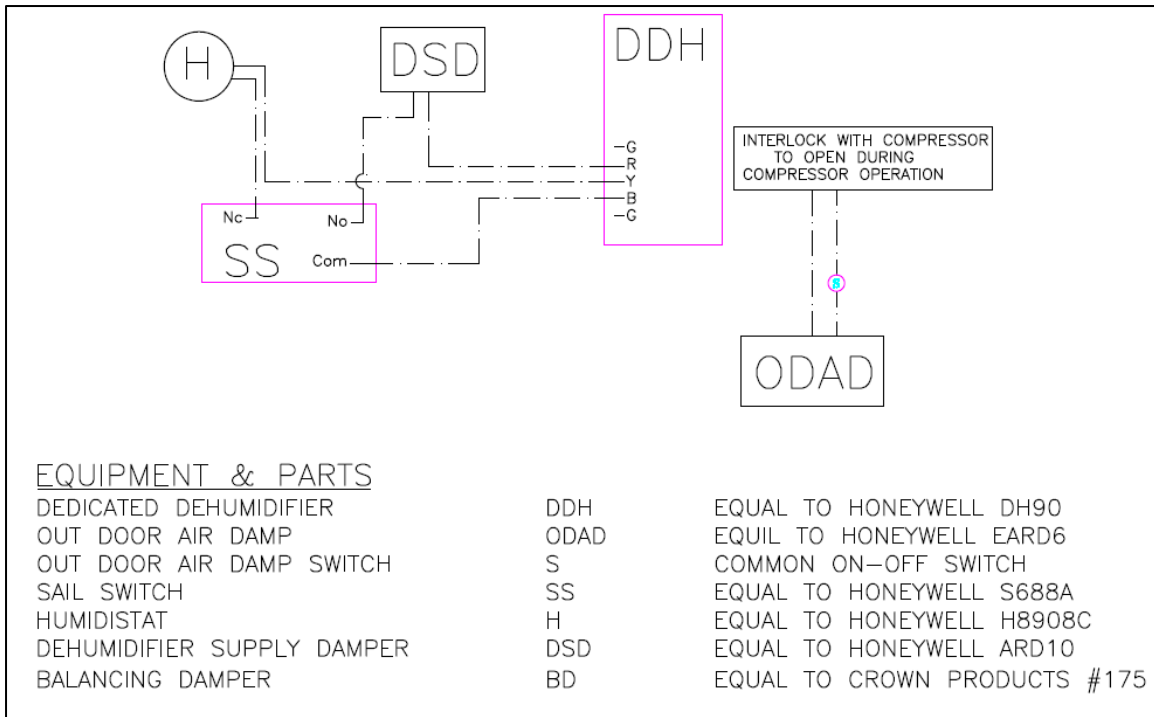 H
DSD
DDH
-G
R
Y
B
-G
INTERLOCK WITH COMPRESSOR
TO OPEN DURING
COMPRESSOR OPERATION
Nc
No
SS
Com
S
ODAD
EQUIPMENT & PARTS
DEDICATED DEHUMIDIFIER DDH EQUAL TO HONEYWELL DH90
OUT DOOR AIR DAMP ODAD EQUIL TO HONEYWELL EARD6
OUT DOOR AIR DAMP SWITCH S COMMON ON-OFF SWITCH
SAIL SWITCH SS EQUAL TO HONEYWELL S688A
HUMIDISTAT H EQUAL TO HONEYWELL H8908C
DEHUMIDIFIER SUPPLY DAMPER DSD EQUAL TO HONEYWELL ARD10
BALANCING DAMPER BD EQUAL TO CROWN PRODUCTS #175